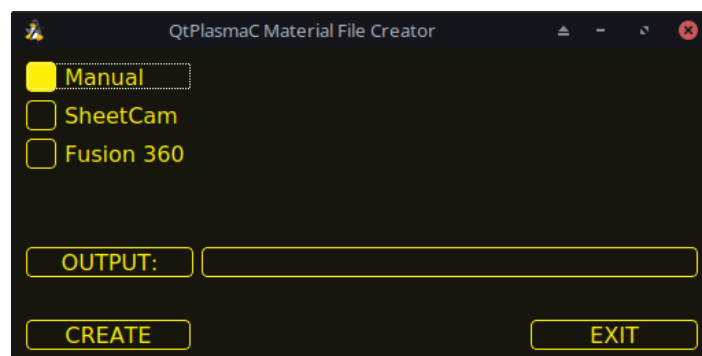 QtPlasmaC Material File Creator
Manual
SheetCam
Fusion 360
OUTPUT:
CREATE
EXIT